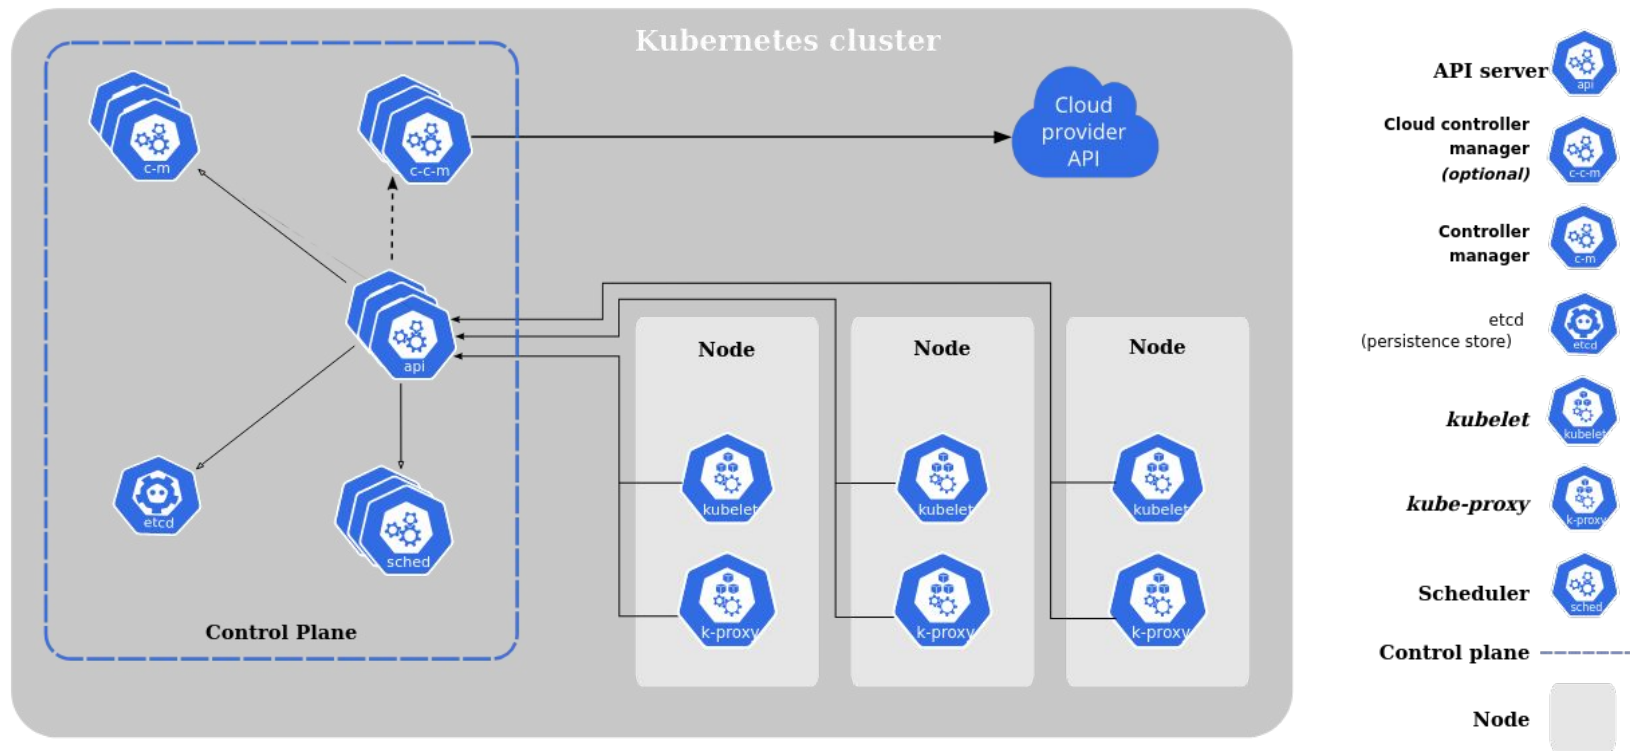 Kubernetes cluster
c-m
c-c-m
Cloud
provider
API
api
etcd
sched
Control Plane
Node
kubelet
k-proxy
Node
kubelet
k-proxy
Node
kubelet
k-proxy
API server
api
Cloud controller
manager
(optional)
c-c-m
Controller
manager
c-m
etcd
(persistence store)
etcd
kubelet
kubelet
kube-proxy
k-proxy
Scheduler
sched
Control plane
Node